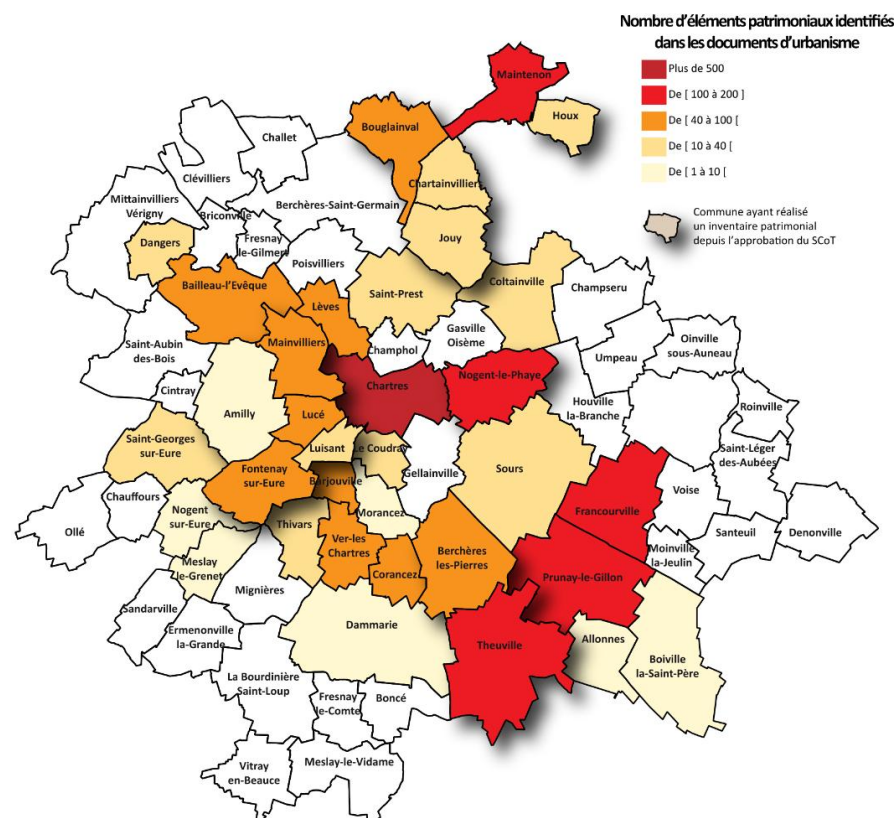 Nombre d’éléments patrimoniaux identifiés
dans les documents d’urbanisme
Plus de 500
De [ 100 à 200 ]
De [ 40 à 100 [
De [ 10 à 40 [
De [ 1 à 10 [
Commune ayant réalisé
un inventaire patrimonial
depuis l’approbation du SCoT
Maintenon
Houx
Bouglainval
Challet
Clévilliers
Chartainvilliers
Mittainvilliers
Vérigny
Berchères-Saint-Germain
Briconville
Dangers
Fresnay
le-Gilmert
Jouy
Poisvilliers
Bailleau-l’Evêque
Saint-Prest
Coltainville
Champseru
Lèves
Gasville
Oisème
Oinville
sous-Auneau
Saint-Aubin
des-Bois
Mainvilliers
Champhol
Umpeau
Cintray
Chartres
Nogent-le-Phaye
Houville
la-Branche
Roinville
Amilly
Lucé
Saint-Georges
sur-Eure
Luisant
Le Coudray
Saint-Léger
des-Aubées
Fontenay
sur-Eure
Barjouville
Gellainville
Sours
Francourville
Voise
Chauffours
Nogent
sur-Eure
Morancez
Ollé
Thivars
Santeuil
Denonville
Ver-les
Chartres
Berchères
les-Pierres
Moinville
la-Jeulin
Meslay
le-Grenet
Corancez
Prunay-le-Gillon
Mignières
Sandarville
Dammarie
Ermenonville
la-Grande
Theuville
Allonnes
Boiville
la-Saint-Père
La Bourdinière
Saint-Loup
Fresnay
le-Comte
Boncé
Vitray
en-Beauce
Meslay-le-Vidame